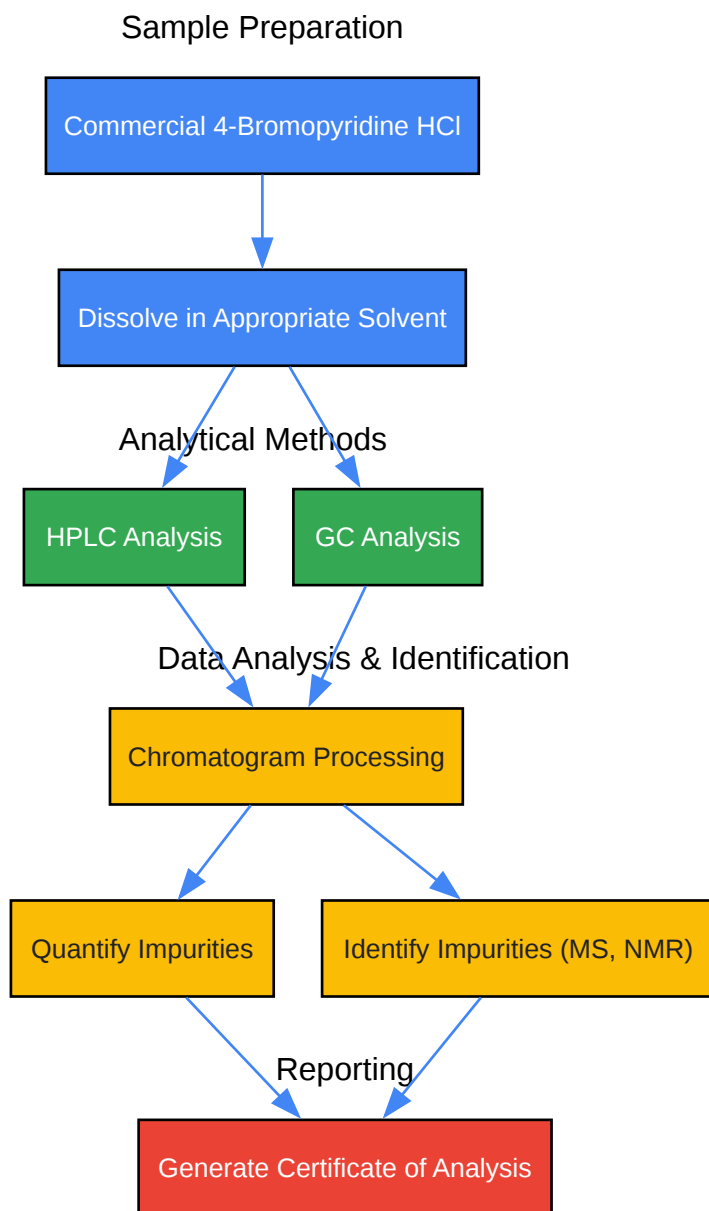 Sample Preparation
Commercial 4-Bromopyridine HCl
Dissolve in Appropriate Solvent
Analytical Methods
HPLC Analysis
GC Analysis
Data Analysis & Identification
Chromatogram Processing
Quantify Impurities
Identify Impurities (MS, NMR)
Reporting
Generate Certificate of Analysis